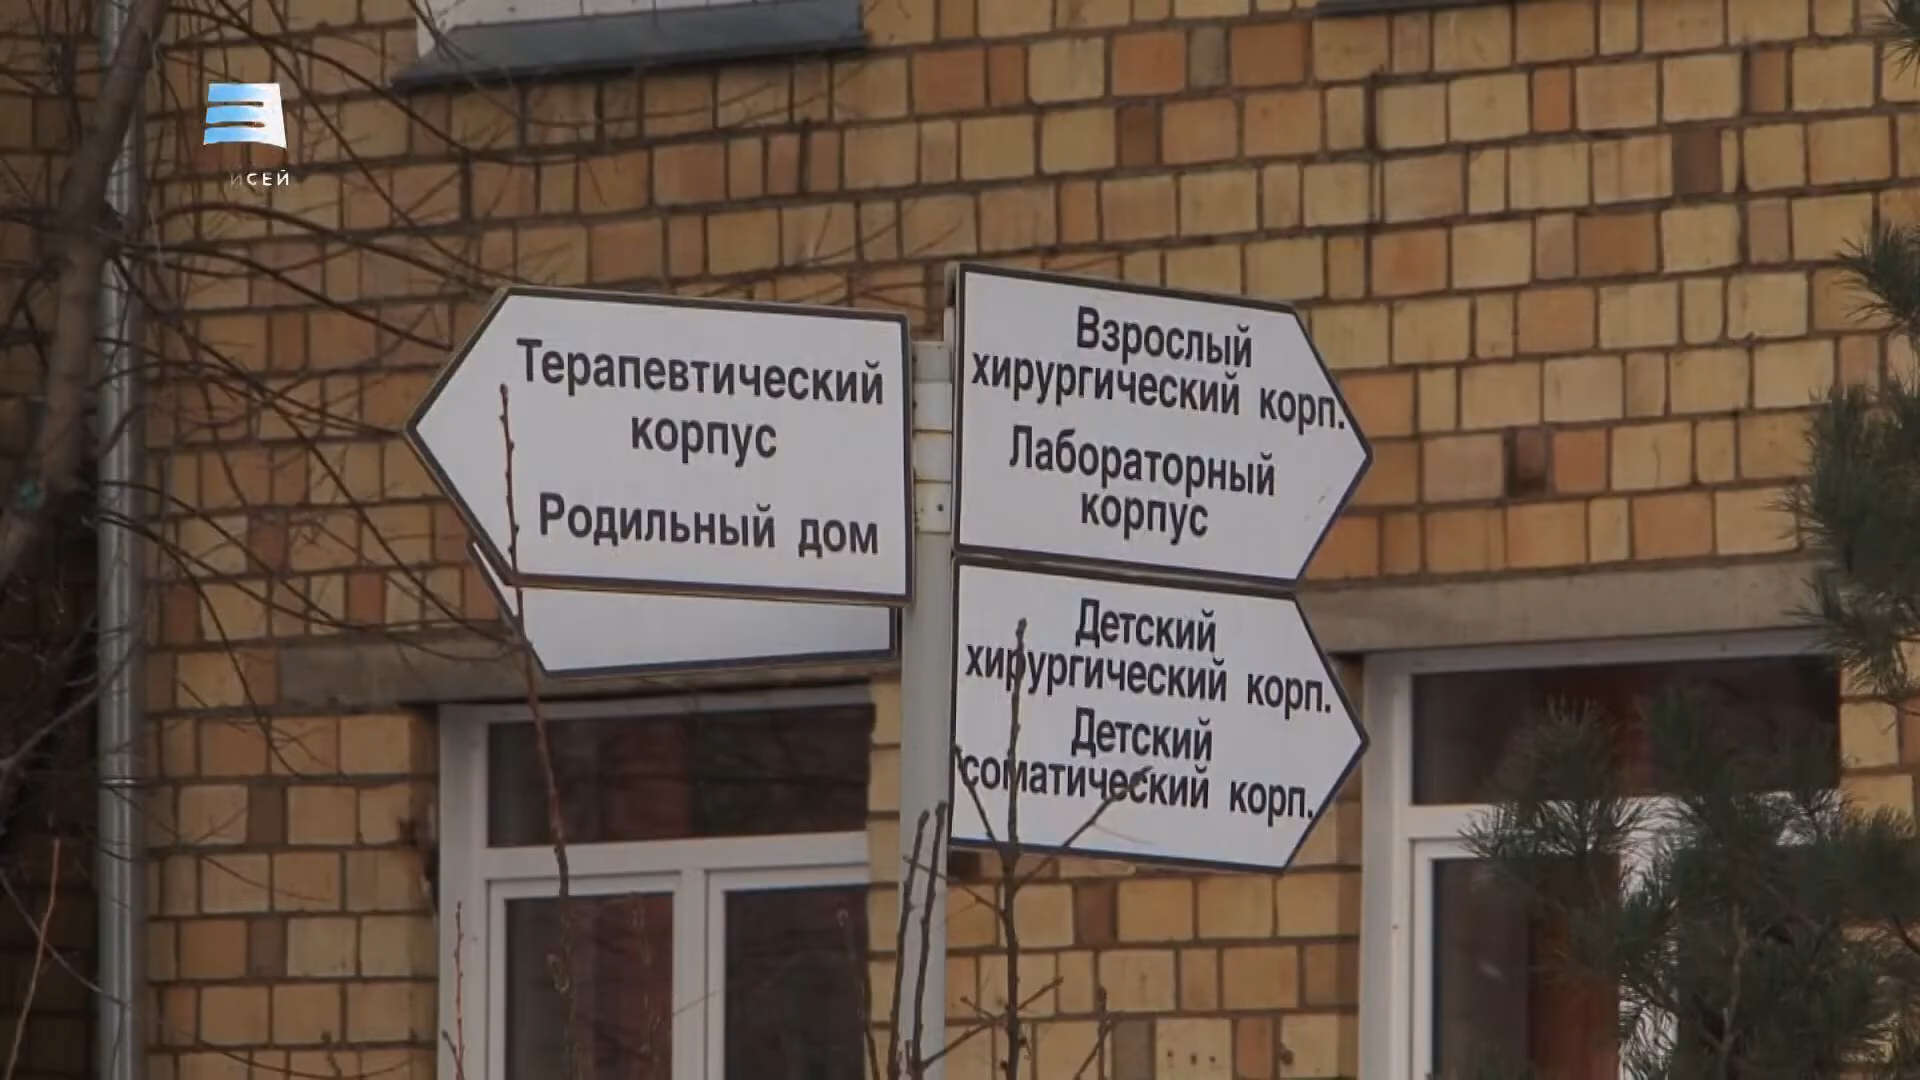 исей
Терапевтический
корпус
Родильный дом
Взрослый
хирургический корп.
Лабораторный
корпус
Детский
хирургический корп.
Детский
соматический корп.